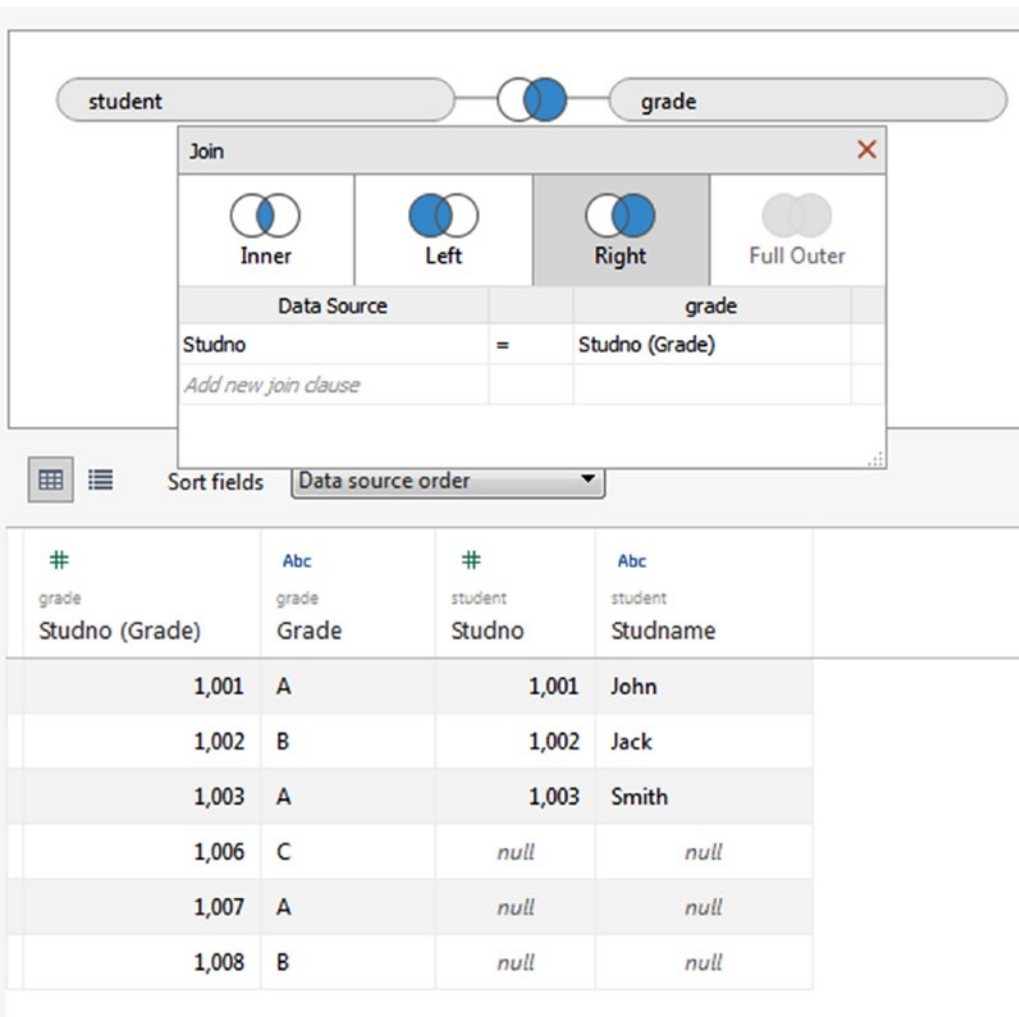 student grade
Join
Inner Left Right Full Outer
Data Source grade
Studno = Studno (Grade)
Add new join clause
Sort fields Data source order
# Abc # Abc
grade grade student student
Studno (Grade) Grade Studno Studname
1,001 A 1,001 John
1,002 B 1,002 Jack
1,003 A 1,003 Smith
1,006 C null null
1,007 A null null
1,008 B null null